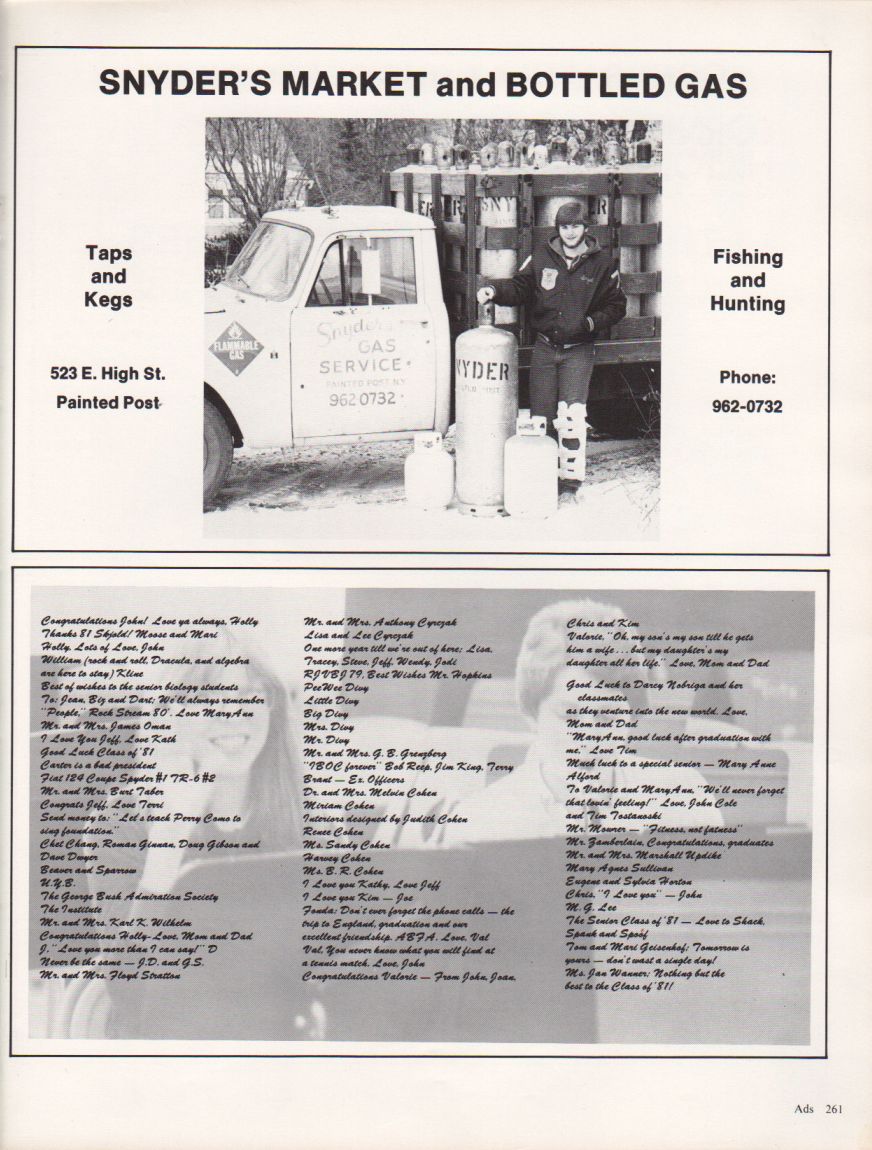 SNYDER'S MARKET and BOTTLED GAS
Taps
and
Kegs
523 E. High St.
Painted Post
Fishing
and
Hunting
Phone:
962-0732
FLAMMABLE
GAS
Snyder's
GAS
SERVICE
PAINTED POST N.Y.
962 0732
SNY
NYDER
Congratulations John! Love ya always, Holly
Thanks 81 Skjold! Moose and Mari
Holly, Lots of Love, John
William (rock and roll, Dracula, and algebra
are here to stay) Kline
Best of wishes to the senior biology students
To: Jean, Biz and Dart; We'll always remember
"People," Rock Stream 80'. Love MaryAnn
Mr. and Mrs. James Oman
I Love You Jeff, Love Kath
Good Luck Class of '81
Carter is a bad president
Fiat 124 Coupe Spyder #1 TR-6 #2
Mr. and Mrs. Burt Taber
Congrats Jeff, Love Terri
Send money to: "Let's teach Perry Como to
sing foundation."
Chet Chang, Roman Ginnan, Doug Gibson and
Dave Dwyer
Beaver and Sparrow
U.Y.B.
The George Bush Admiration Society
The Institute
Mr. and Mrs. Karl K. Wilhelm
Congratulations Holly- Love, Mom and Dad
J. "Love you more than I can say!" D
Never be the same — J.D. and G.S.
Mr. and Mrs. Floyd Stratton
Mr. and Mrs. Anthony Cyrczak
Lisa and Lee Cyrczak
One more year till we're out of here; Lisa,
Tracey, Steve, Jeff, Wendy, Jodi
RJVBJ 79, Best Wishes Mr. Hopkins
PeeWee Divy
Little Divy
Big Divy
Mrs. Divy
Mr. Divy
Mr. and Mrs. G. B. Grenzberg
"JBOC forever" Bob Reep, Jim King, Terry
Brant — Ex. Officers
Dr. and Mrs. Melvin Cohen
Miriam Cohen
Interiors designed by Judith Cohen
Renee Cohen
Ms. Sandy Cohen
Harvey Cohen
Ms. B. R. Cohen
I Love you Kathy, Love Jeff
I Love you Kim — Joe
Fonda: Don't ever forget the phone calls — the
trip to England, graduation and our
excellent friendship. ABFA. Love, Val
Val, You never know what you will find at
a tennis match. Love, John
Congratulations Valorie — From John, Joan,
Chris and Kim
Valorie, "Oh, my son's my son till he gets
him a wife . . . but my daughter's my
daughter all her life." Love, Mom and Dad
Good Luck to Darcy Nobriga and her
classmates
as they venture into the new world. Love,
Mom and Dad
"MaryAnn, good luck after graduation with
me." Love Tim
Much luck to a special senior — Mary Anne
Alford
To Valorie and MaryAnn, "We'll never forget
that lovin' feeling!" Love, John Cole
and Tim Tostanoski
Mr. Mowrer — "Fitness, not fatness"
Mr. Zamberlain, Congratulations, graduates
Mr. and Mrs. Marshall Updike
Mary Agnes Sullivan
Eugene and Sylvia Horton
Chris, "I Love you" — John
M. G. Lee
The Senior Class of '81 — Love to Shack,
Spank and Spoof
Tom and Mari Geisenhof; Tomorrow is
yours — don't wast a single day!
Ms. Jan Wanner; Nothing but the
best to the Class of '81!
Ads 261